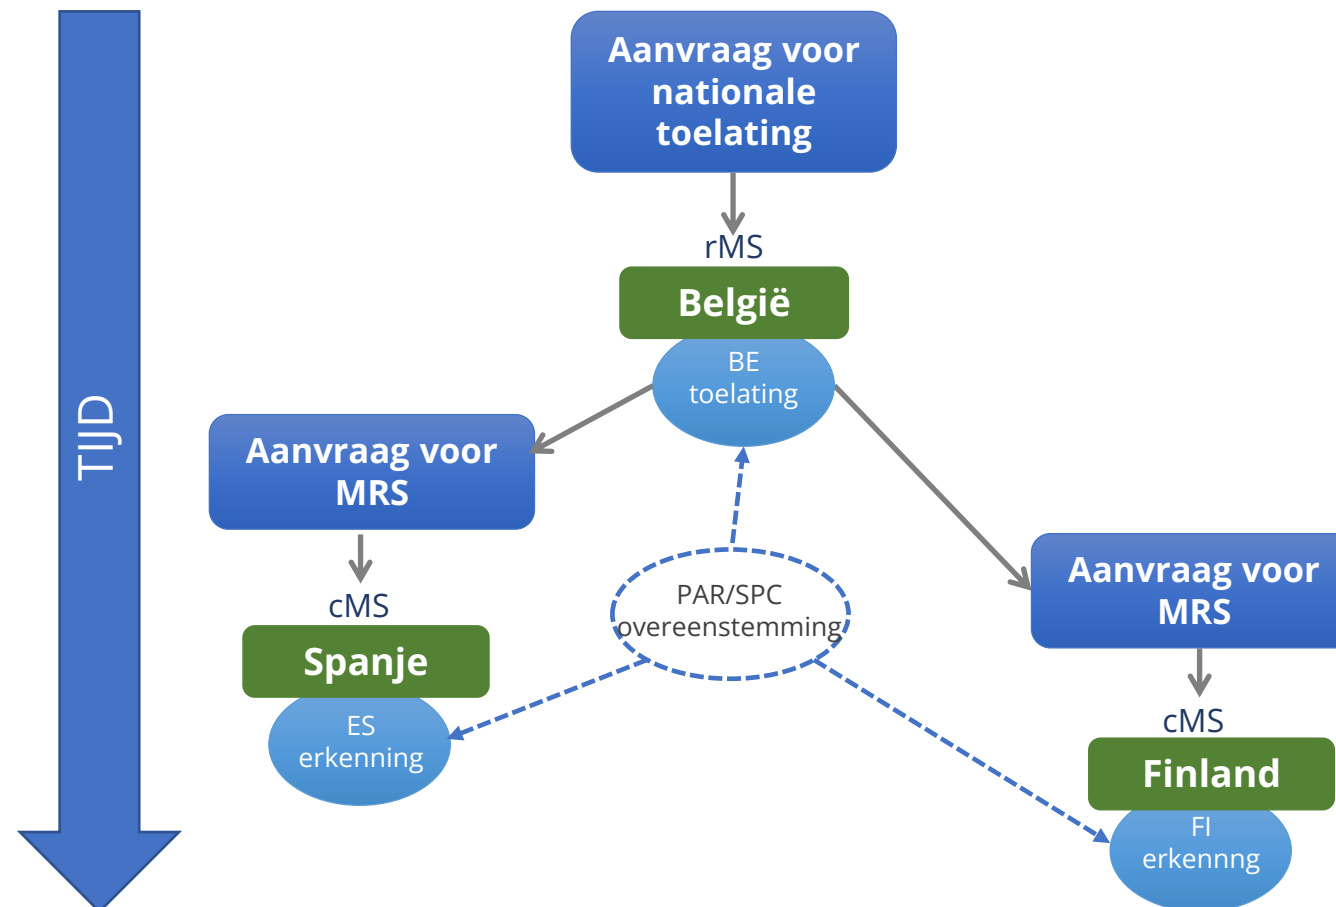 Aanvraag voor
nationale
toelating
rMS
België
BE
toelating
TIJD
Aanvraag voor
MRS
cMS
Spanje
ES
erkenning
PAR/SPC
overeenstemming
Aanvraag voor
MRS
cMS
Finland
FI
erkennng